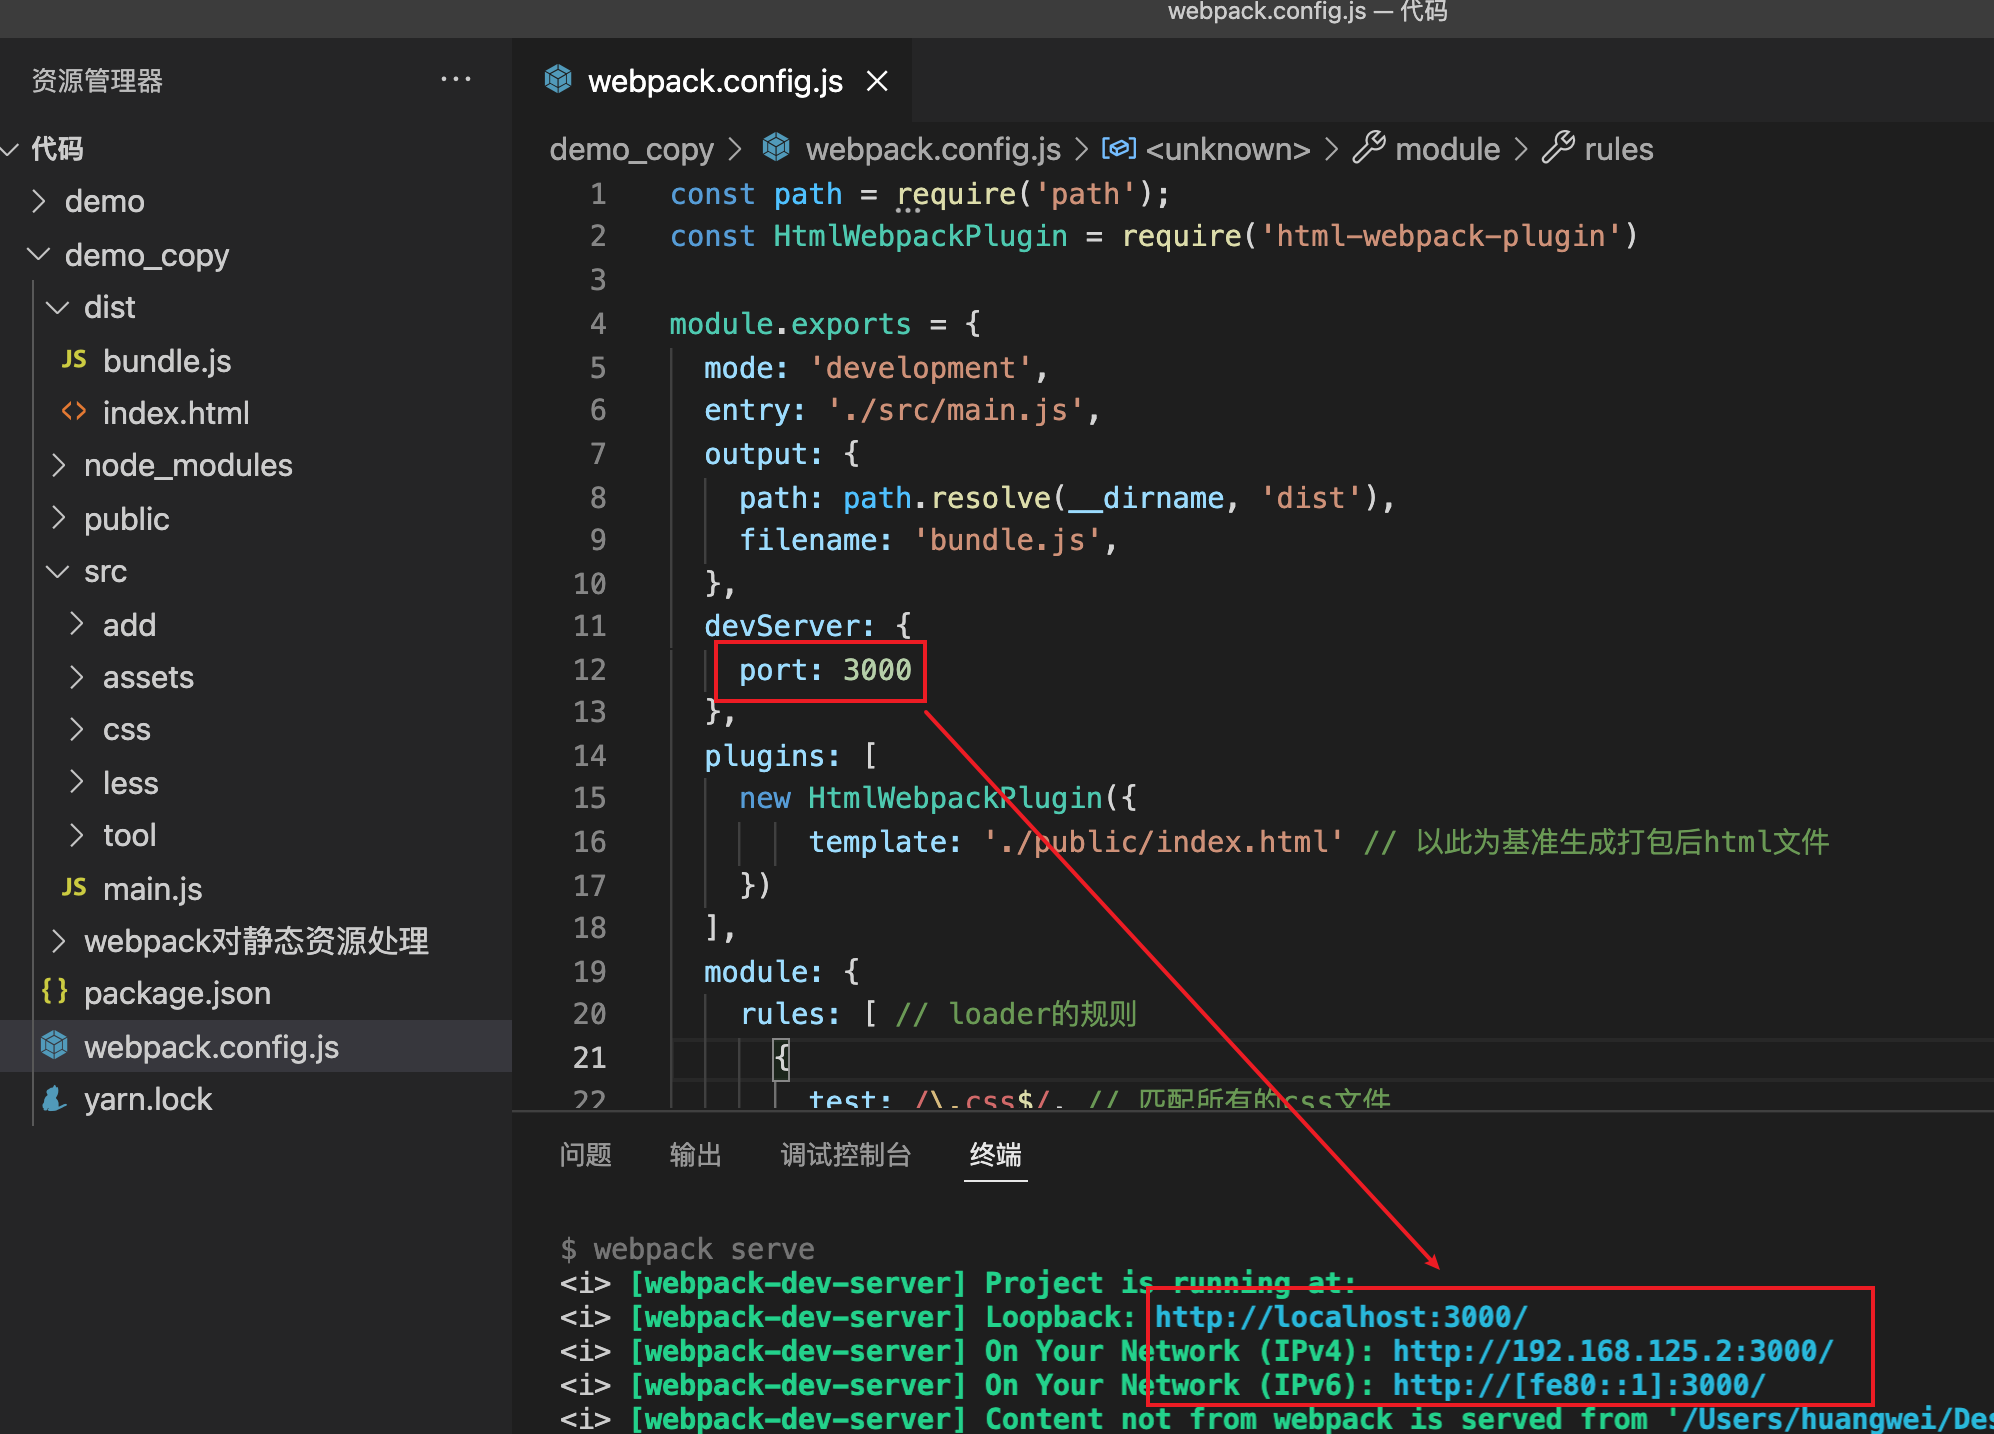 webpack.config.js — 代码
资源管理器
···
代码
demo
demo_copy
dist
JS bundle.js
<> index.html
node_modules
public
src
add
assets
css
less
tool
JS main.js
webpack对静态资源处理
{} package.json
webpack.config.js
yarn.lock
webpack.config.js
demo_copy > webpack.config.js > <unknown> > module > rules
1 const path = require('path');
2 const HtmlWebpackPlugin = require('html-webpack-plugin')
3
4 module.exports = {
5 mode: 'development',
6 entry: './src/main.js',
7 output: {
8 path: path.resolve(__dirname, 'dist'),
9 filename: 'bundle.js',
10 },
11 devServer: {
12 port: 3000
13 },
14 plugins: [
15 new HtmlWebpackPlugin({
16 template: './public/index.html' // 以此为基准生成打包后html文件
17 })
18 ],
19 module: {
20 rules: [ // loader的规则
21 {
22 test: /\.css$/, // 匹配所有的css文件
问题 输出 调试控制台 终端
$ webpack serve
<i> [webpack-dev-server] Project is running at:
<i> [webpack-dev-server] Loopback: http://localhost:3000/
<i> [webpack-dev-server] On Your Network (IPv4): http://192.168.125.2:3000/
<i> [webpack-dev-server] On Your Network (IPv6): http://[fe80::1]:3000/
<i> [webpack-dev-server] Content not from webpack is served from '/Users/huangwei/Des